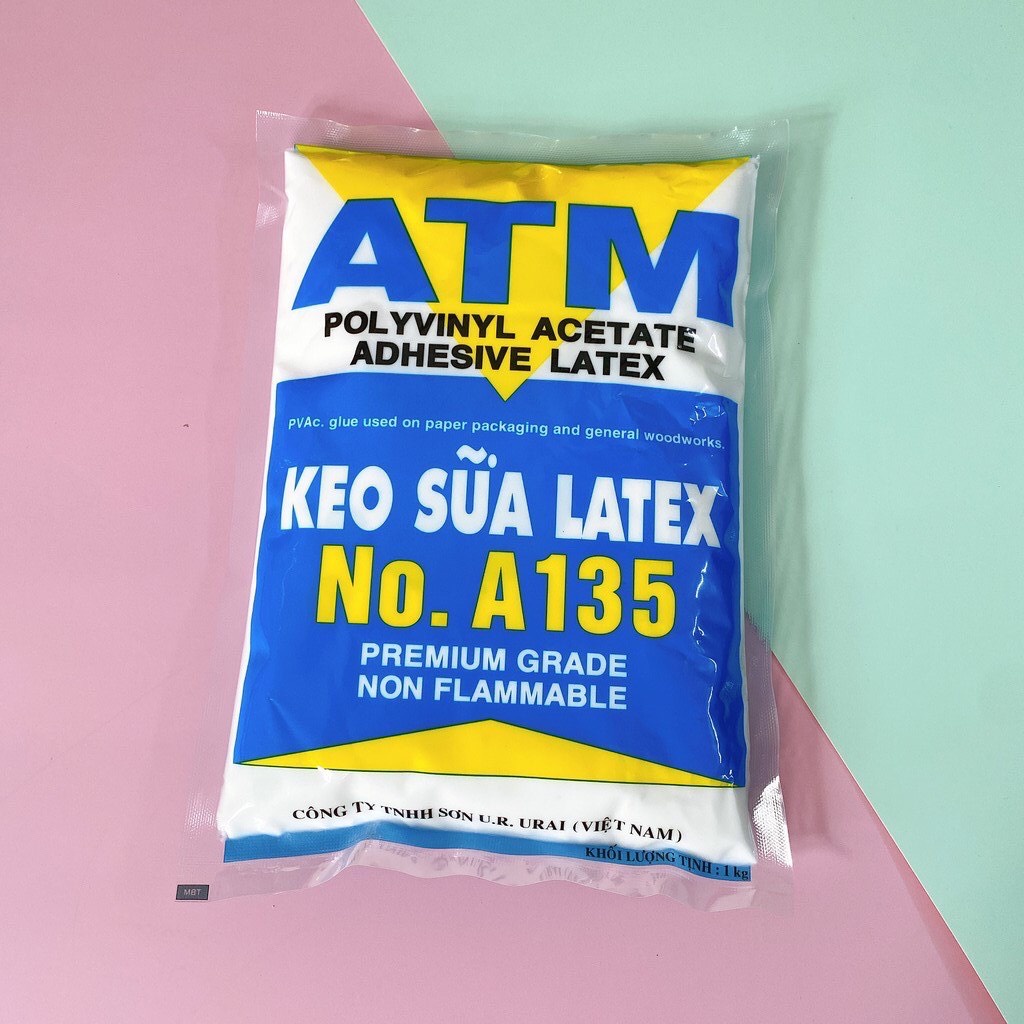 ATM
POLYVINYL ACETATE
ADHESIVE LATEX
PVAc. glue used on paper packaging and general woodworks.
KEO SỮA LATEX
No. A135
PREMIUM GRADE
NON FLAMMABLE
CÔNG TY TNHH SƠN U.R. URAI (VIỆT NAM)
KHỐI LƯỢNG TỊNH : 1 kg
MBT